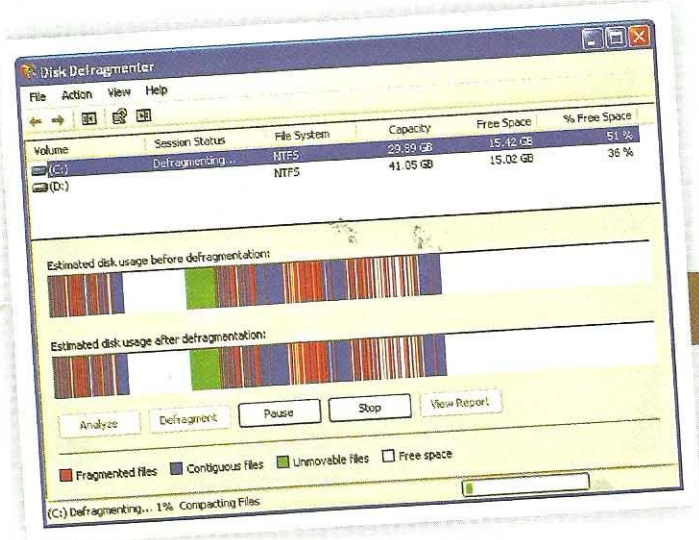 Disk Defragmenter
File Action View Help
Volume Session Status File System Capacity Free Space % Free Space
(C:) Defragmenting... NTFS 29.89 GB 15.42 GB 51 %
(D:) NTFS 41.05 GB 15.02 GB 36 %
Estimated disk usage before defragmentation:
Estimated disk usage after defragmentation:
Analyze Defragment Pause Stop View Report
Fragmented files Contiguous files Unmovable files Free space
(C:) Defragmenting... 1% Compacting Files